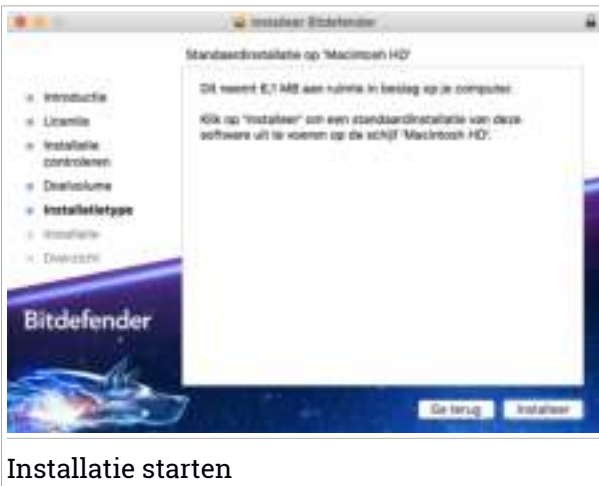 Installeer Bitdefender
Standaardinstallatie op 'Macintosh HD'
Introductie
Licentie
Installatie
controleren
Doelvolume
Installatietype
Installatie
Overzicht
Dit neemt 6,1 MB aan ruimte in beslag op je computer.
Klik op 'Installeer' om een standaardinstallatie van deze
software uit te voeren op de schijf 'Macintosh HD'.
Bitdefender
Ga terug
Installeer
Installatie starten